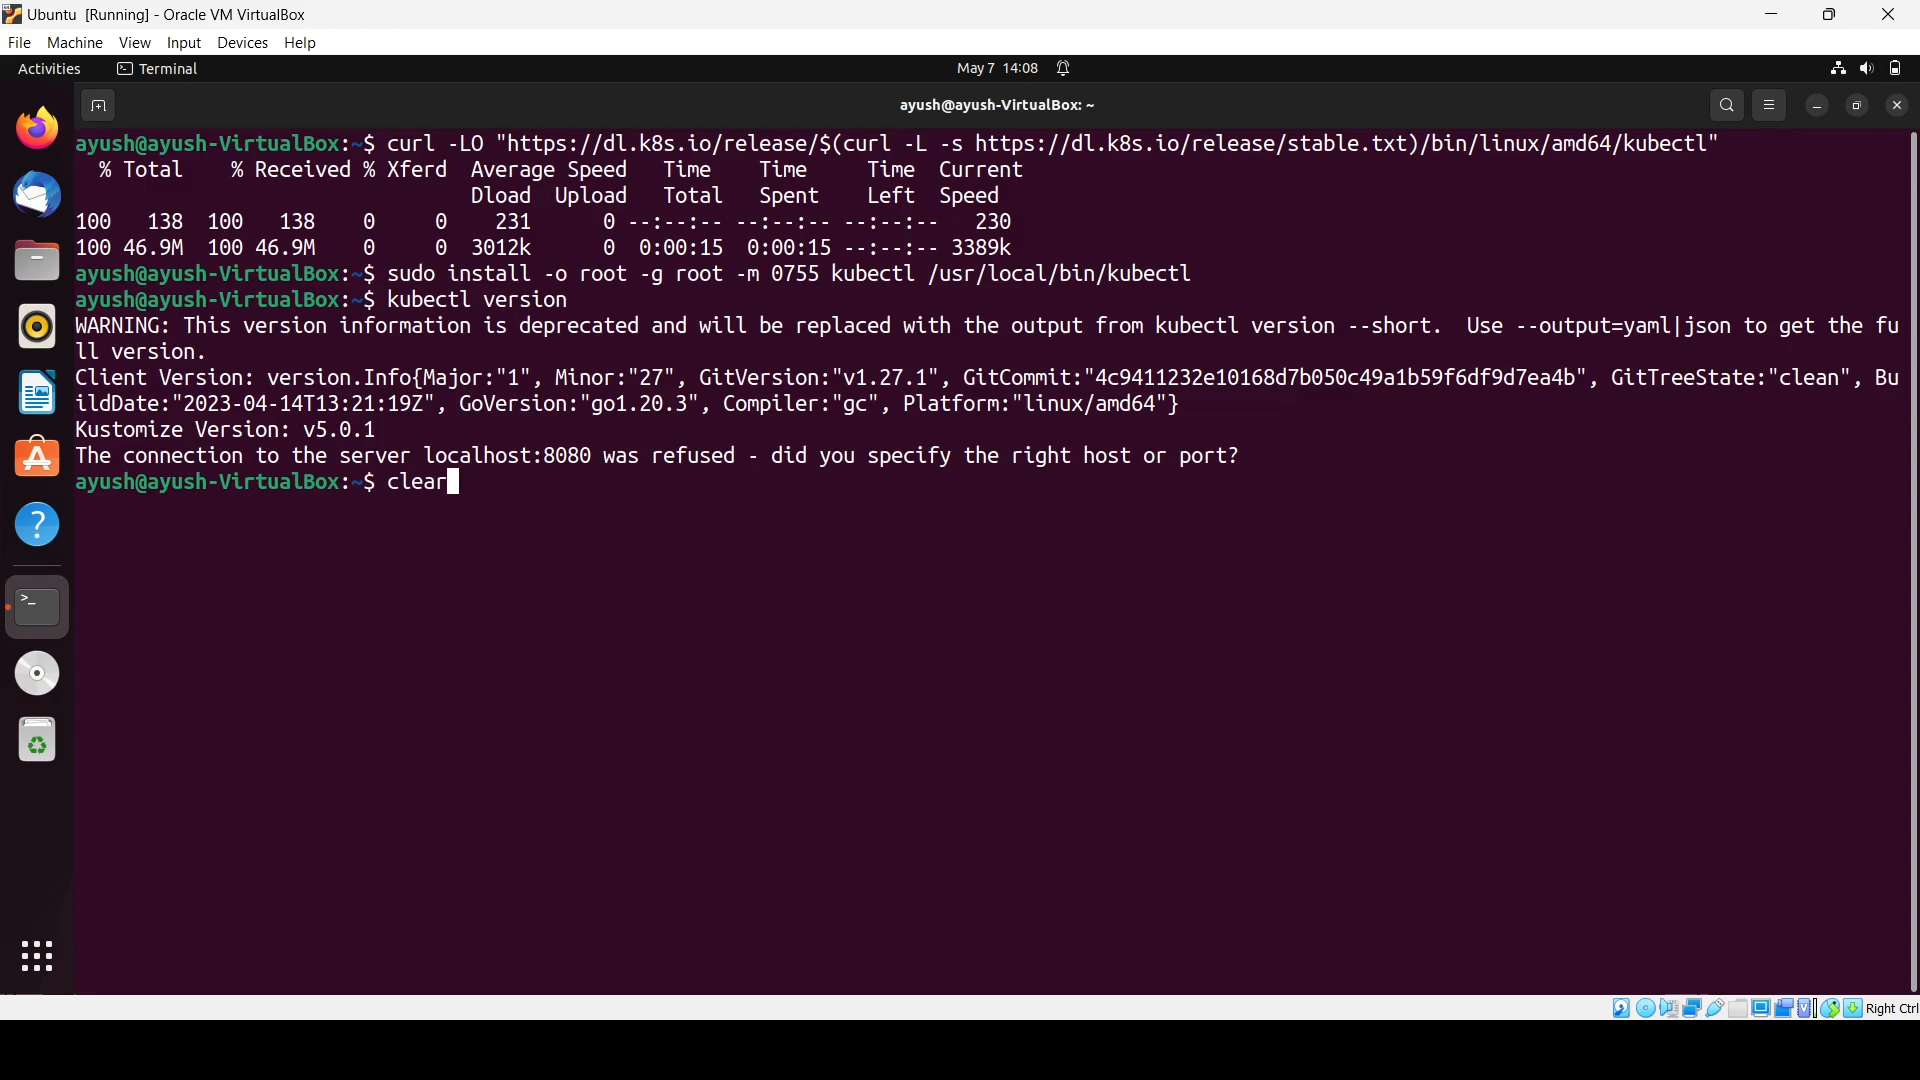 Ubuntu [Running] - Oracle VM VirtualBox
File Machine View Input Devices Help
Activities Terminal May 7 14:08
ayush@ayush-VirtualBox: ~
ayush@ayush-VirtualBox:~$ curl -LO "https://dl.k8s.io/release/$(curl -L -s https://dl.k8s.io/release/stable.txt)/bin/linux/amd64/kubectl"
  % Total    % Received % Xferd  Average Speed   Time    Time     Time  Current
                                 Dload  Upload   Total   Spent    Left  Speed
100   138  100   138    0     0    231      0 --:--:-- --:--:-- --:--:--   230
100 46.9M  100 46.9M    0     0  3012k      0  0:00:15  0:00:15 --:--:-- 3389k
ayush@ayush-VirtualBox:~$ sudo install -o root -g root -m 0755 kubectl /usr/local/bin/kubectl
ayush@ayush-VirtualBox:~$ kubectl version
WARNING: This version information is deprecated and will be replaced with the output from kubectl version --short.  Use --output=yaml|json to get the fu
ll version.
Client Version: version.Info{Major:"1", Minor:"27", GitVersion:"v1.27.1", GitCommit:"4c9411232e10168d7b050c49a1b59f6df9d7ea4b", GitTreeState:"clean", Bu
ildDate:"2023-04-14T13:21:19Z", GoVersion:"go1.20.3", Compiler:"gc", Platform:"linux/amd64"}
Kustomize Version: v5.0.1
The connection to the server localhost:8080 was refused - did you specify the right host or port?
ayush@ayush-VirtualBox:~$ clear
Right Ctrl